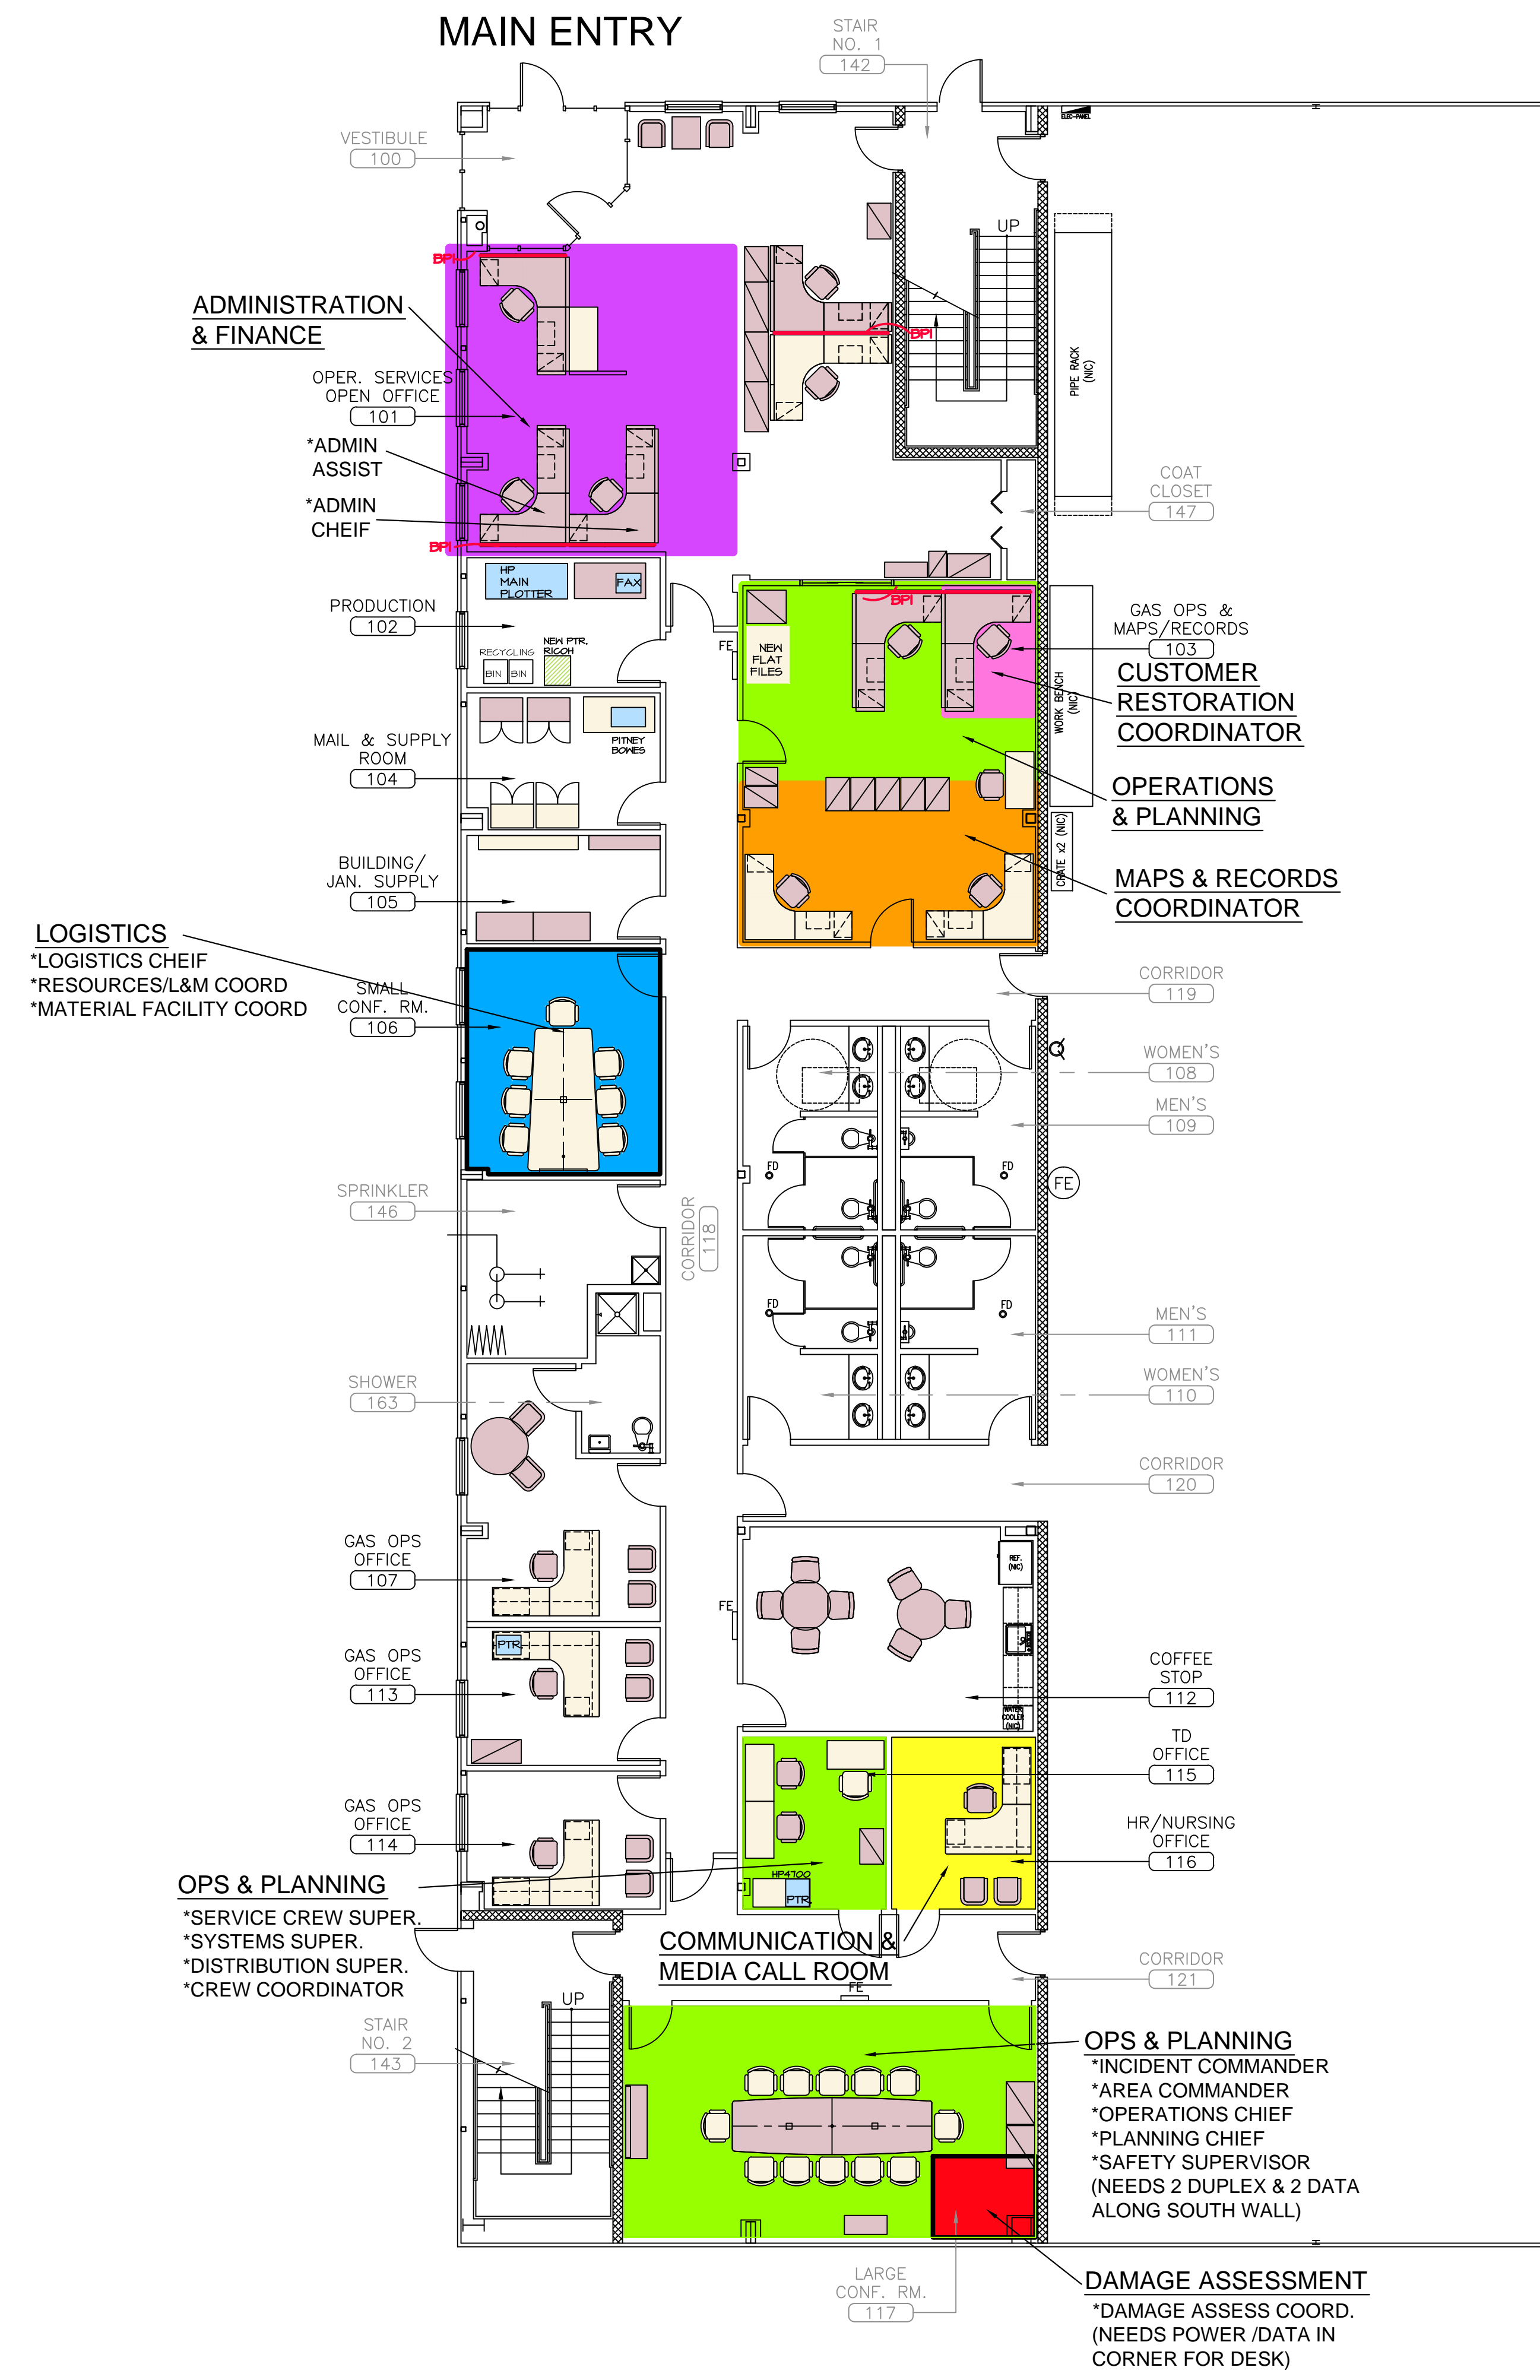 MAIN ENTRY
STAIR
NO. 1
142
VESTIBULE
100
ELEC-PANEL
UP
BPI
ADMINISTRATION
& FINANCE
BPI
PIPE RACK
(NIC)
OPER. SERVICES
OPEN OFFICE
101
*ADMIN
ASSIST
*ADMIN
CHEIF
BPI
COAT
CLOSET
147
HP
MAIN
PLOTTER
FAX
PRODUCTION
102
NEW PTR.
RICOH
RECYCLING
BIN
BIN
FE
BPI
NEW
FLAT
FILES
GAS OPS &
MAPS/RECORDS
103
CUSTOMER
RESTORATION
COORDINATOR
WORK BENCH
(NIC)
MAIL & SUPPLY
ROOM
104
PITNEY
BOWES
OPERATIONS
& PLANNING
CRATE x2 (NIC)
BUILDING/
JAN. SUPPLY
105
MAPS & RECORDS
COORDINATOR
LOGISTICS
*LOGISTICS CHEIF
*RESOURCES/L&M COORD
*MATERIAL FACILITY COORD
SMALL
CONF. RM.
106
CORRIDOR
119
WOMEN'S
108
MEN'S
109
FD
FD
FE
SPRINKLER
146
CORRIDOR
118
FD
FD
MEN'S
111
WOMEN'S
110
SHOWER
163
CORRIDOR
120
GAS OPS
OFFICE
107
REF.
(NIC)
FE
PTR.
GAS OPS
OFFICE
113
COFFEE
STOP
112
WATER
COOLER
(NIC)
TD
OFFICE
115
GAS OPS
OFFICE
114
HR/NURSING
OFFICE
116
HP4700
PTR.
OPS & PLANNING
*SERVICE CREW SUPER.
*SYSTEMS SUPER.
*DISTRIBUTION SUPER.
*CREW COORDINATOR
COMMUNICATION &
MEDIA CALL ROOM
FE
CORRIDOR
121
UP
STAIR
NO. 2
143
OPS & PLANNING
*INCIDENT COMMANDER
*AREA COMMANDER
*OPERATIONS CHIEF
*PLANNING CHIEF
*SAFETY SUPERVISOR
(NEEDS 2 DUPLEX & 2 DATA
ALONG SOUTH WALL)
LARGE
CONF. RM.
117
DAMAGE ASSESSMENT
*DAMAGE ASSESS COORD.
(NEEDS POWER /DATA IN
CORNER FOR DESK)